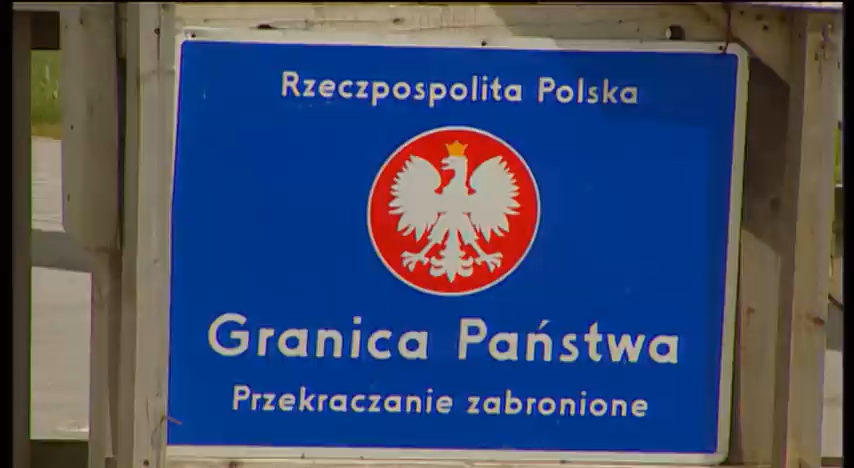 Rzeczpospolita Polska
Granica Państwa
Przekraczanie zabronione